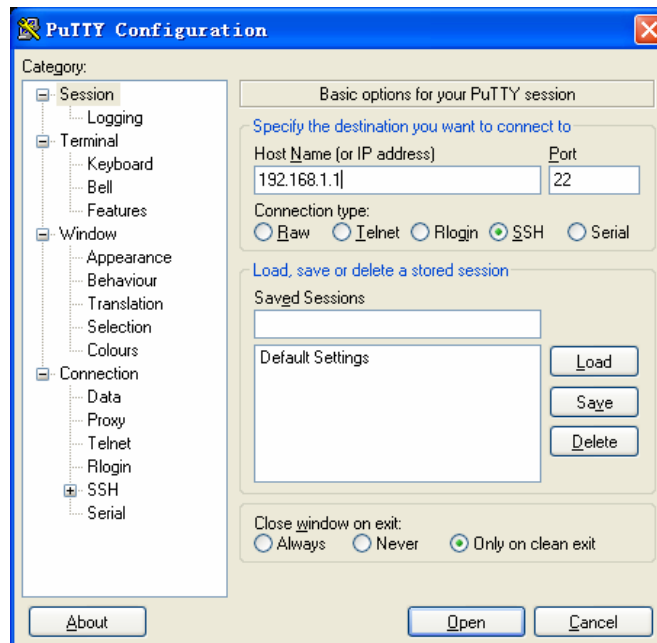 PuTTY Configuration
Category:
Session
Logging
Terminal
Keyboard
Bell
Features
Window
Appearance
Behaviour
Translation
Selection
Colours
Connection
Data
Proxy
Telnet
Rlogin
SSH
Serial
Basic options for your PuTTY session
Specify the destination you want to connect to
Host Name (or IP address) Port
192.168.1.1 22
Connection type:
Raw Telnet Rlogin SSH Serial
Load, save or delete a stored session
Saved Sessions
Default Settings
Load
Save
Delete
Close window on exit:
Always Never Only on clean exit
About Open Cancel